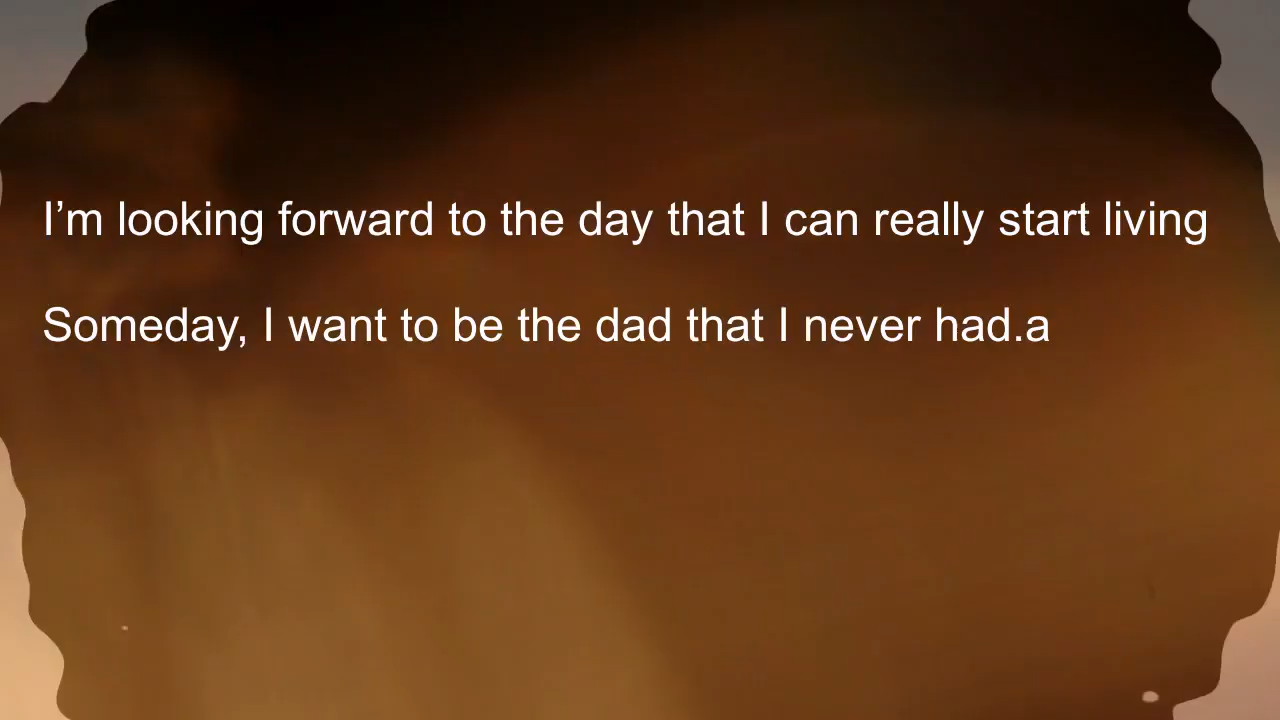 I’m looking forward to the day that I can really start living
Someday, I want to be the dad that I never had.a